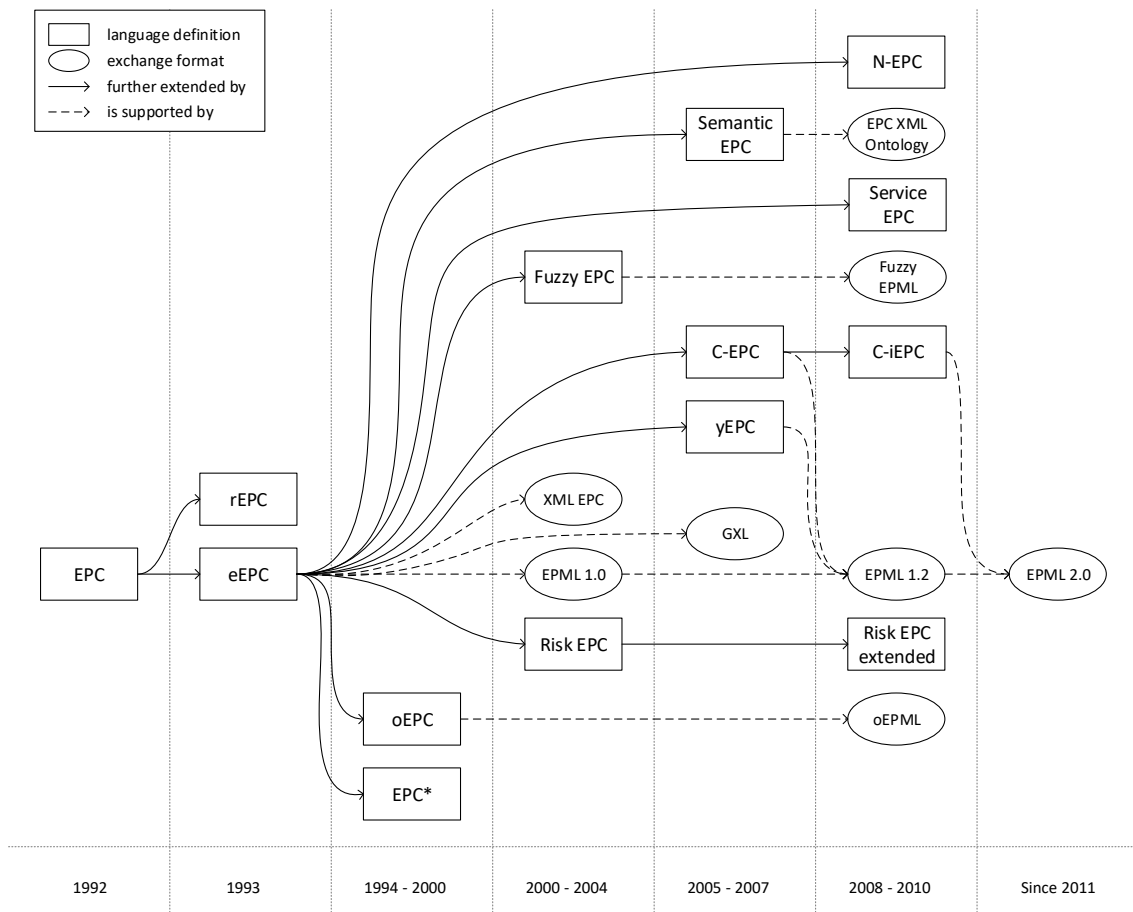 language definition
exchange format
further extended by
is supported by
N-EPC
Semantic
EPC
EPC XML
Ontology
Service
EPC
Fuzzy EPC
Fuzzy
EPML
C-EPC
C-iEPC
yEPC
rEPC
XML EPC
GXL
EPC
eEPC
EPML 1.0
EPML 1.2
EPML 2.0
Risk EPC
Risk EPC
extended
oEPC
oEPML
EPC*
1992
1993
1994 - 2000
2000 - 2004
2005 - 2007
2008 - 2010
Since 2011